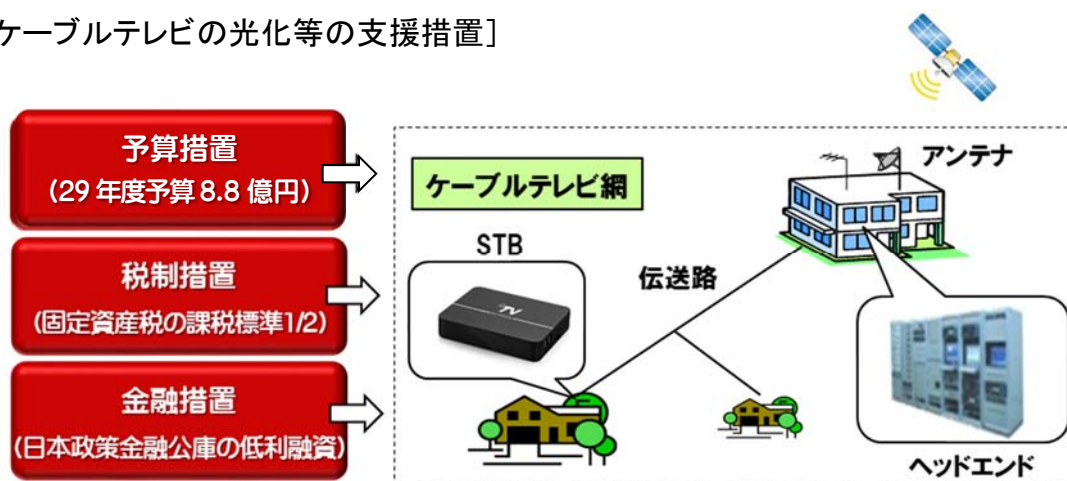 ケーブルテレビの光化等の支援措置］
予算措置
（29 年度予算 8.8 億円）
税制措置
（固定資産税の課税標準1/2）
金融措置
（日本政策金融公庫の低利融資）
ケーブルテレビ網
アンテナ
STB
TV
伝送路
ヘッドエンド